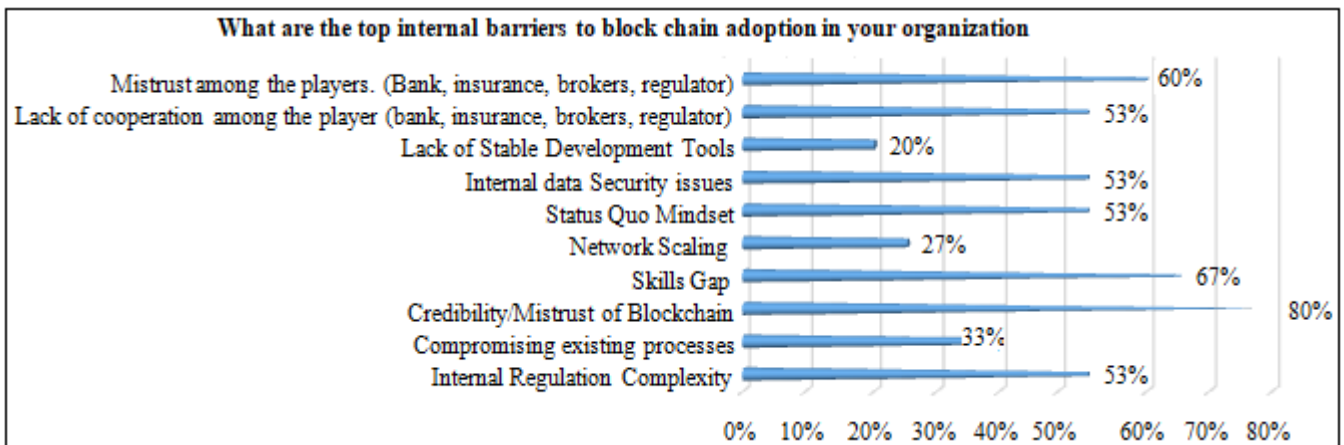 What are the top internal barriers to block chain adoption in your organization
Mistrust among the players. (Bank, insurance, brokers, regulator) 60%
Lack of cooperation among the player (bank, insurance, brokers, regulator) 53%
Lack of Stable Development Tools 20%
Internal data Security issues 53%
Status Quo Mindset 53%
Network Scaling 27%
Skills Gap 67%
Credibility/Mistrust of Blockchain 80%
Compromising existing processes 33%
Internal Regulation Complexity 53%
0% 10% 20% 30% 40% 50% 60% 70% 80%